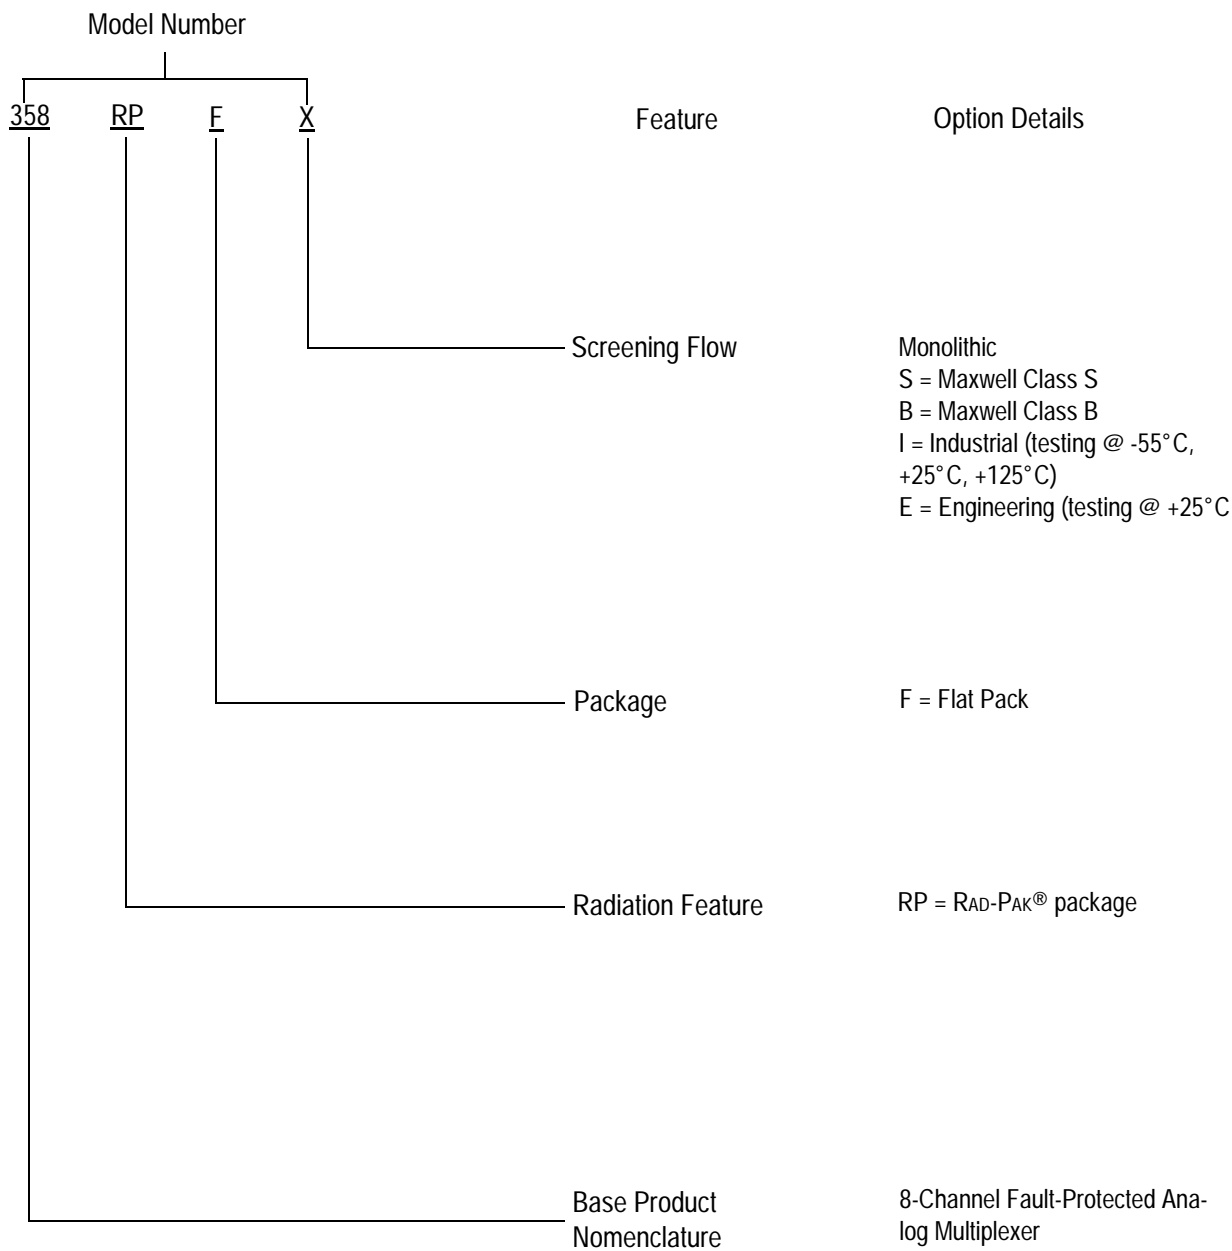 Model Number
358 RP F X Feature Option Details
Screening Flow
Monolithic
S = Maxwell Class S
B = Maxwell Class B
I = Industrial (testing @ -55°C,
+25°C, +125°C)
E = Engineering (testing @ +25°C
Package
F = Flat Pack
Radiation Feature
RP = RAD-PAK® package
Base Product
Nomenclature
8-Channel Fault-Protected Ana-
log Multiplexer